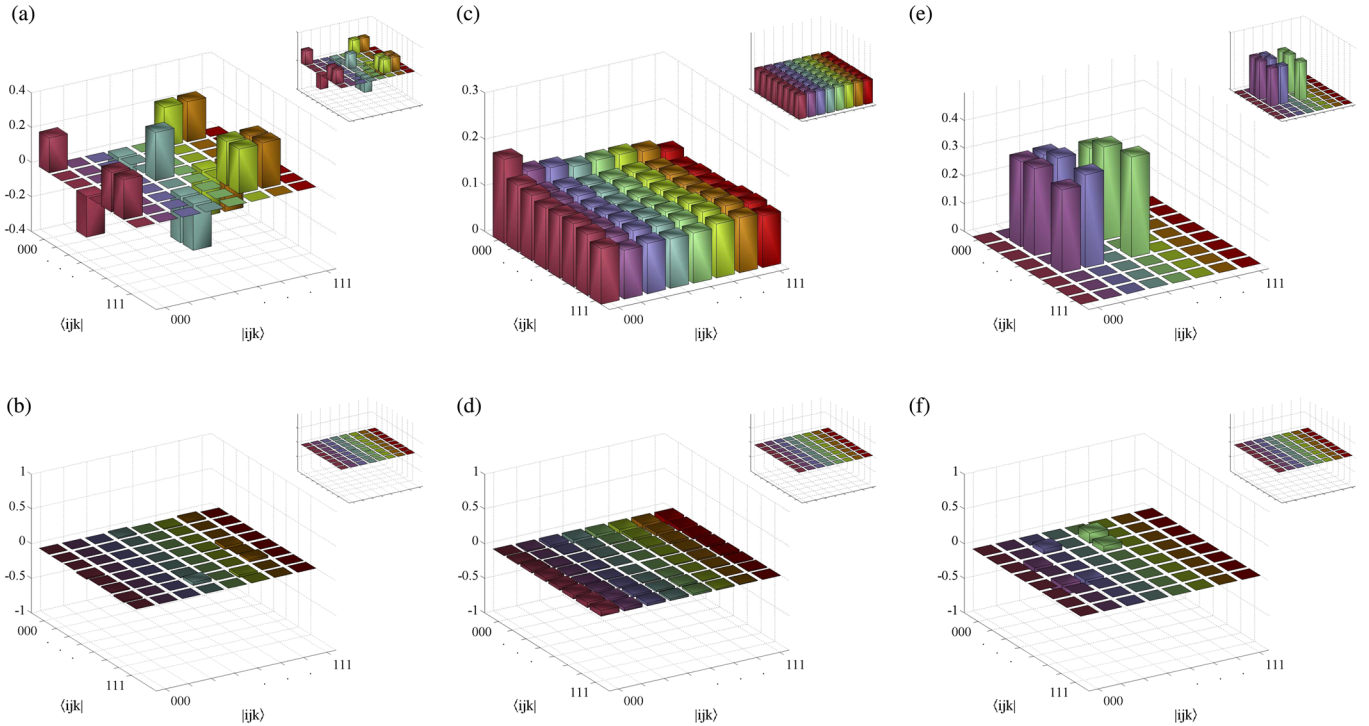 (a)
0.4
0.2
0
-0.2
-0.4
000
. . .
111
⟨ijk|
000
. . .
111
|ijk⟩
(c)
0.3
0.2
0.1
0
000
. . .
111
⟨ijk|
000
. . .
111
|ijk⟩
(e)
0.4
0.3
0.2
0.1
0
000
. . .
111
⟨ijk|
000
. . .
111
|ijk⟩
(b)
1
0.5
0
-0.5
-1
000
. . .
111
⟨ijk|
000
. . .
111
|ijk⟩
(d)
1
0.5
0
-0.5
-1
000
. . .
111
⟨ijk|
000
. . .
111
|ijk⟩
(f)
1
0.5
0
-0.5
-1
000
. . .
111
⟨ijk|
000
. . .
111
|ijk⟩